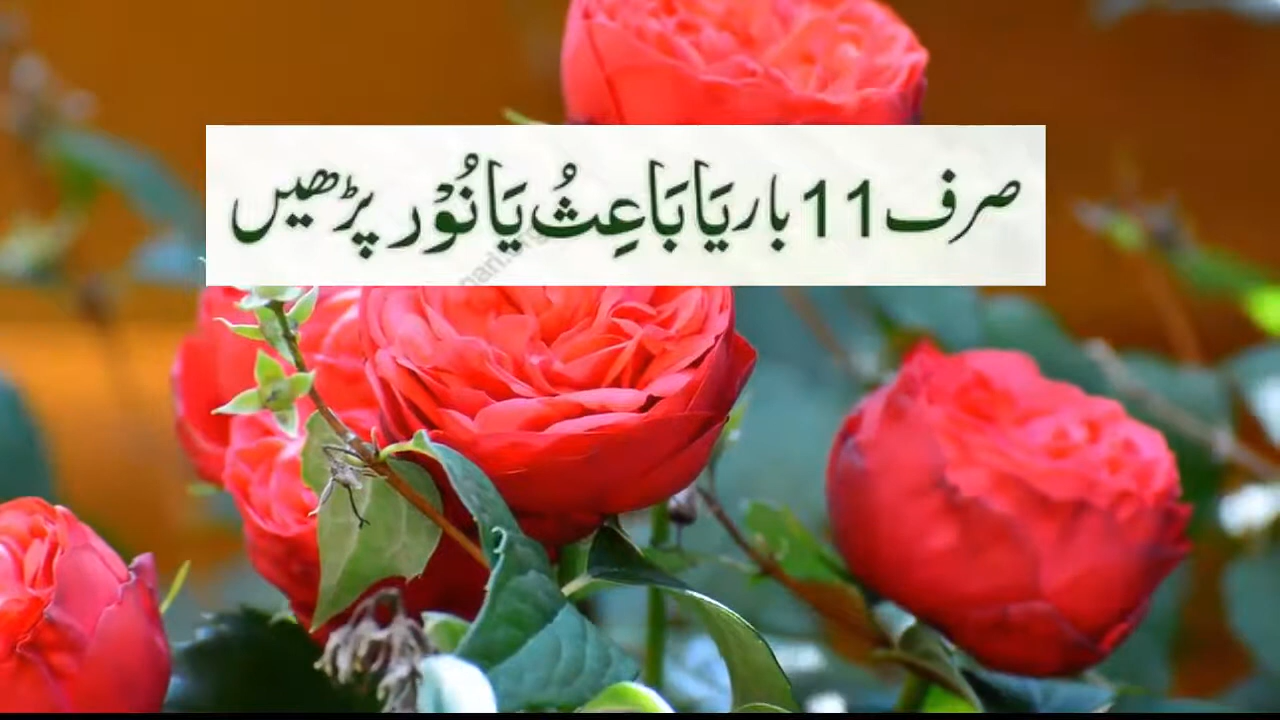 صرف 11 بار یَا بَاعِثُ یَا نُوْر پڑھیں